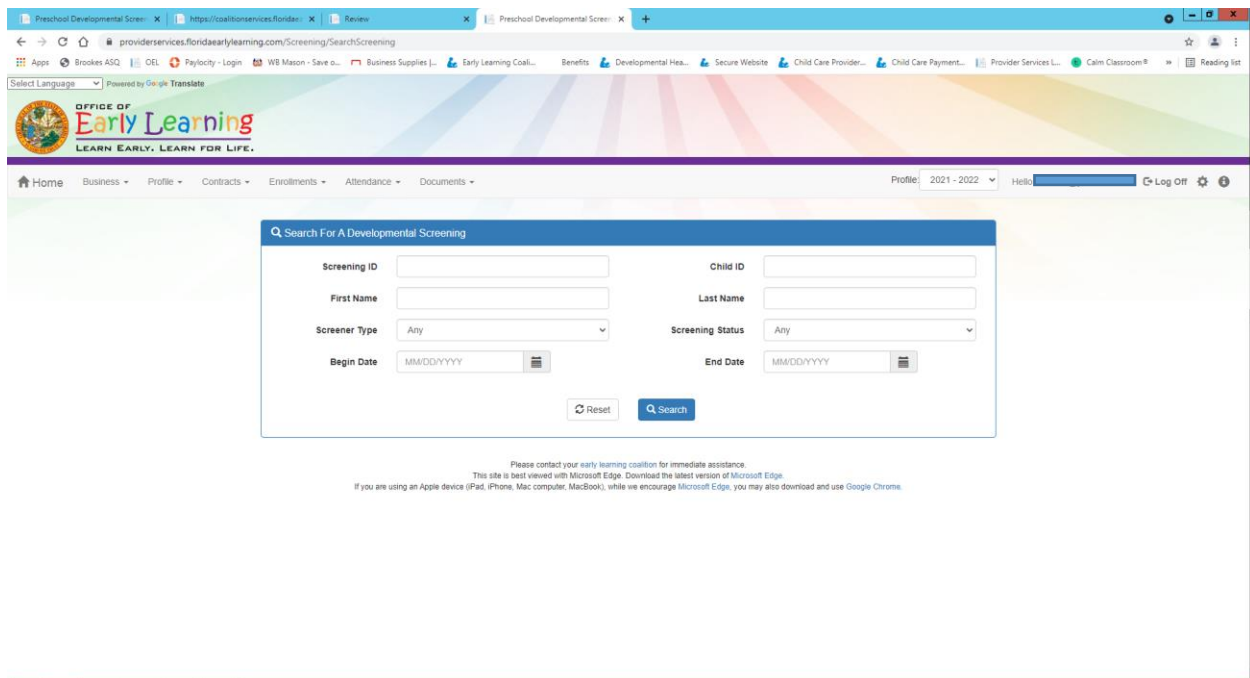 Preschool Developmental Screen
https://coalitionservices.floridae
Review
Preschool Developmental Screen
providerservices.floridaearlylearning.com/Screening/SearchScreening
Apps Brookes ASQ OEL Paylocity - Login WB Mason - Save o... Business Supplies |... Early Learning Coali... Benefits Developmental Hea... Secure Website Child Care Provider... Child Care Payment... Provider Services L... Calm Classroom® » Reading list
Select Language Powered by Google Translate
OFFICE OF
Early Learning
LEARN EARLY. LEARN FOR LIFE.
Home Business Profile Contracts Enrollments Attendance Documents Profile: 2021 - 2022 Hello Log Off
Search For A Developmental Screening
Screening ID Child ID
First Name Last Name
Screener Type Any Screening Status Any
Begin Date MM/DD/YYYY End Date MM/DD/YYYY
Reset Search
Please contact your early learning coalition for immediate assistance.
This site is best viewed with Microsoft Edge. Download the latest version of Microsoft Edge.
If you are using an Apple device (iPad, iPhone, Mac computer, MacBook), while we encourage Microsoft Edge, you may also download and use Google Chrome.